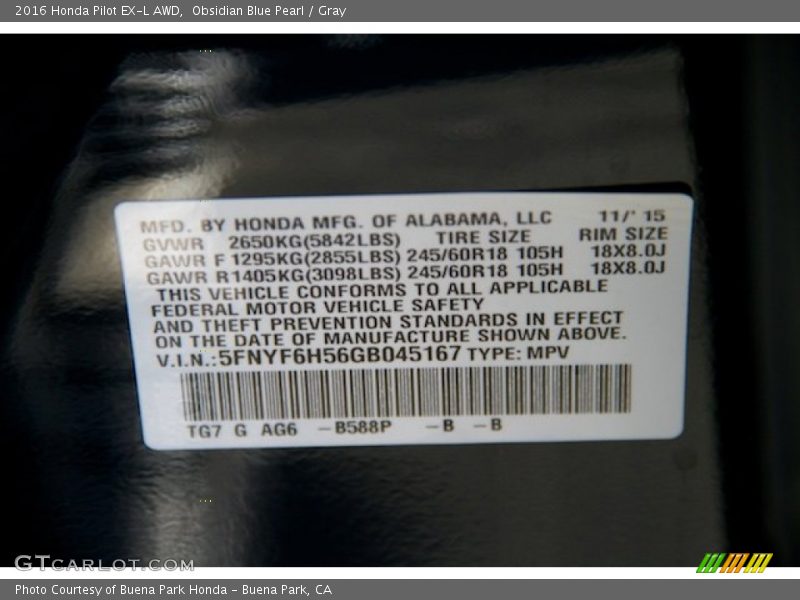 2016 Honda Pilot EX-L AWD,  Obsidian Blue Pearl / Gray
MFD. BY HONDA MFG. OF ALABAMA, LLC 11/' 15
GVWR 2650KG(5842LBS) TIRE SIZE RIM SIZE
GAWR F 1295KG(2855LBS) 245/60R18 105H 18X8.0J
GAWR R 1405KG(3098LBS) 245/60R18 105H 18X8.0J
THIS VEHICLE CONFORMS TO ALL APPLICABLE
FEDERAL MOTOR VEHICLE SAFETY
AND THEFT PREVENTION STANDARDS IN EFFECT
ON THE DATE OF MANUFACTURE SHOWN ABOVE.
V.I.N.:5FNYF6H56GB045167 TYPE: MPV
TG7 G AG6 -B588P -B -B
GTCARLOT.COM
Photo Courtesy of Buena Park Honda - Buena Park, CA